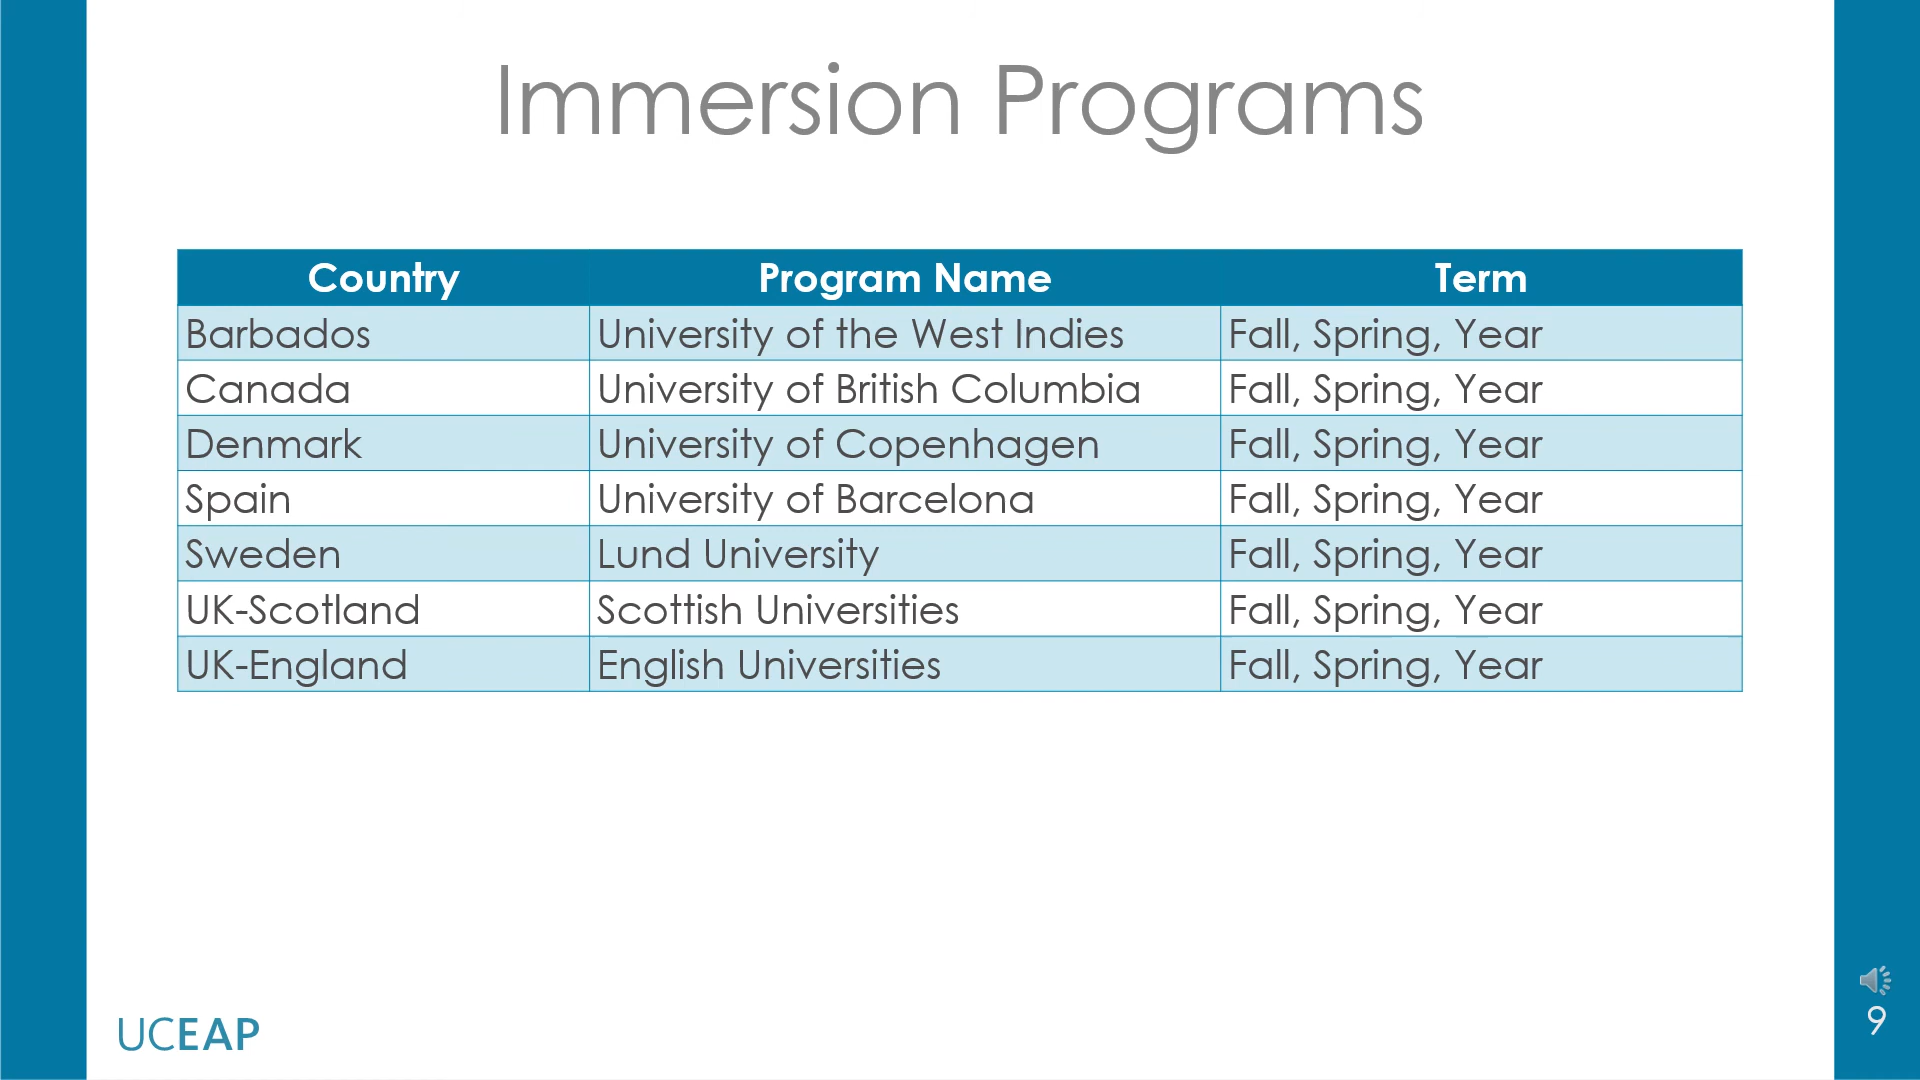 Immersion Programs
Country Program Name Term
Barbados University of the West Indies Fall, Spring, Year
Canada University of British Columbia Fall, Spring, Year
Denmark University of Copenhagen Fall, Spring, Year
Spain University of Barcelona Fall, Spring, Year
Sweden Lund University Fall, Spring, Year
UK-Scotland Scottish Universities Fall, Spring, Year
UK-England English Universities Fall, Spring, Year
UCEAP
9